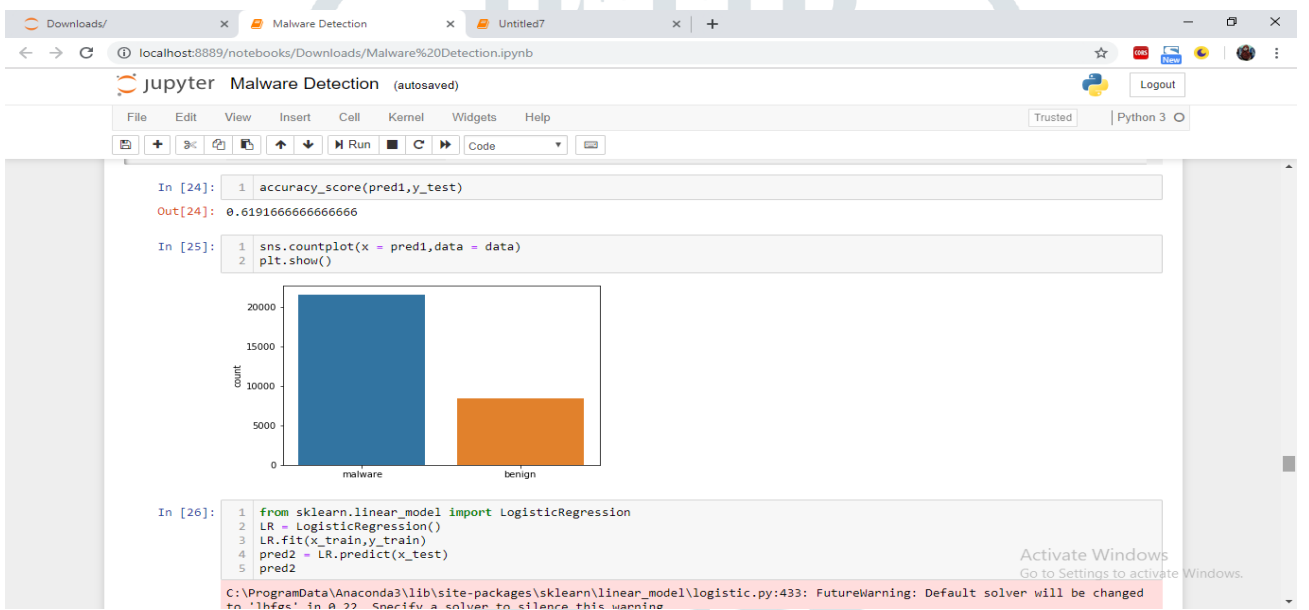 Downloads/ Malware Detection Untitled7
localhost:8889/notebooks/Downloads/Malware%20Detection.ipynb CORS New
jupyter Malware Detection (autosaved) Logout
File Edit View Insert Cell Kernel Widgets Help Trusted Python 3
Run Code
In [24]: 1 accuracy_score(pred1,y_test)
Out[24]: 0.6191666666666666
In [25]: 1 sns.countplot(x = pred1,data = data)
2 plt.show()
20000
15000
10000
5000
0
count
malware benign
In [26]: 1 from sklearn.linear_model import LogisticRegression
2 LR = LogisticRegression()
3 LR.fit(x_train,y_train)
4 pred2 = LR.predict(x_test)
5 pred2
Activate Windows
Go to Settings to activate Windows.
C:\ProgramData\Anaconda3\lib\site-packages\sklearn\linear_model\logistic.py:433: FutureWarning: Default solver will be changed
to 'lbfgs' in 0.22. Specify a solver to silence this warning.